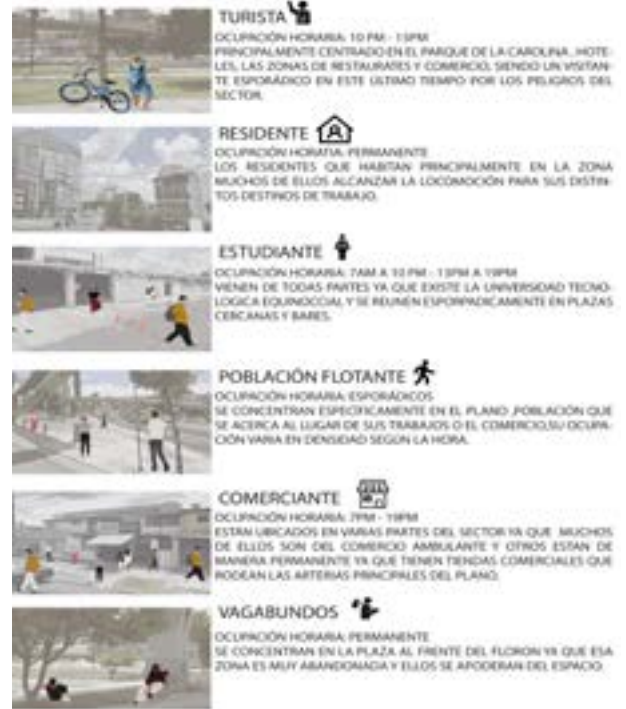 TURISTA
OCUPACIÓN HORARIA: 10 PM - 15PM
PRINCIPALMENTE CENTRADO EN EL PARQUE DE LA CAROLINA , HOTE-
LES, LAS ZONAS DE RESTAURATES Y COMERCIO, SIENDO UN VISITAN-
TE ESPORÁDICO EN ESTE ÚLTIMO TIEMPO POR LOS PELIGROS DEL
SECTOR.
RESIDENTE
OCUPACIÓN HORATIA: PERMANENTE
LOS RESIDENTES QUE HABITAN PRINCIPALMENTE EN LA ZONA
MUCHOS DE ELLOS ALCANZAR LA LOCOMOCIÓN PARA SUS DISTIN-
TOS DESTINOS DE TRABAJO.
ESTUDIANTE
OCUPACIÓN HORARIA: 7AM A 10 PM - 13PM A 19PM
VIENEN DE TODAS PARTES YA QUE EXISTE LA UNIVERSIDAD TECNO-
LOGICA EQUINOCCIAL Y SE REUNEN ESPORPADICAMENTE EN PLAZAS
CERCANAS Y BARES.
POBLACIÓN FLOTANTE
OCUPACIÓN HORARIA: ESPORÁDICOS
SE CONCENTRAN ESPECÍFICAMENTE EN EL PLANO ,POBLACIÓN QUE
SE ACERCA AL LUGAR DE SUS TRABAJOS O EL COMERCIO,SU OCUPA-
CIÓN VARIA EN DENSIDAD SEGÚN LA HORA.
COMERCIANTE
OCUPACIÓN HORARIA: 7PM - 19PM
ESTAN UBICADOS EN VARIAS PARTES DEL SECTOR YA QUE MUCHOS
DE ELLOS SON DEL COMERCIO AMBULANTE Y OTROS ESTAN DE
MANERA PERMANENTE YA QUE TIENEN TIENDAS COMERCIALES QUE
RODEAN LAS ARTERIAS PRINCIPALES DEL PLANO.
VAGABUNDOS
OCUPACIÓN HORARIA: PERMANENTE
SE CONCENTRAN EN LA PLAZA AL FRENTE DEL FLORON YA QUE ESA
ZONA ES MUY ABANDONADA Y ELLOS SE APODERAN DEL ESPACIO.